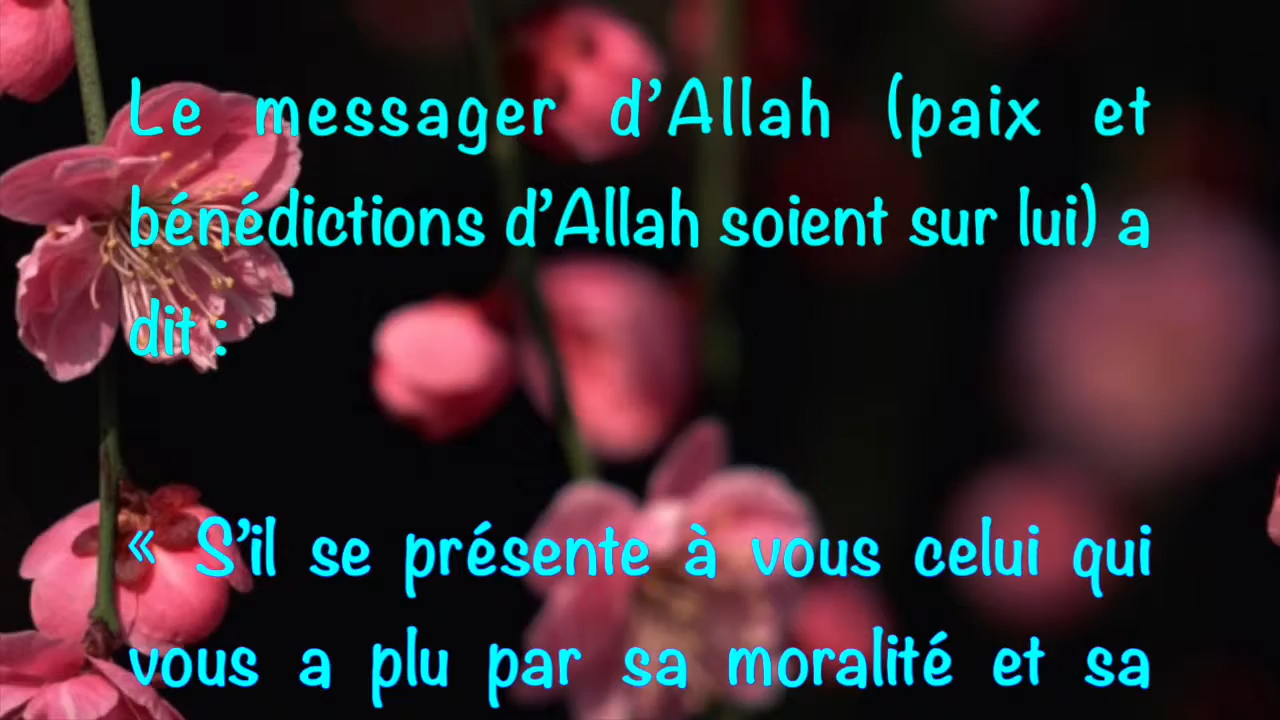 Le messager d’Allah (paix et
bénédictions d’Allah soient sur lui) a
dit :
« S’il se présente à vous celui qui
vous a plu par sa moralité et sa